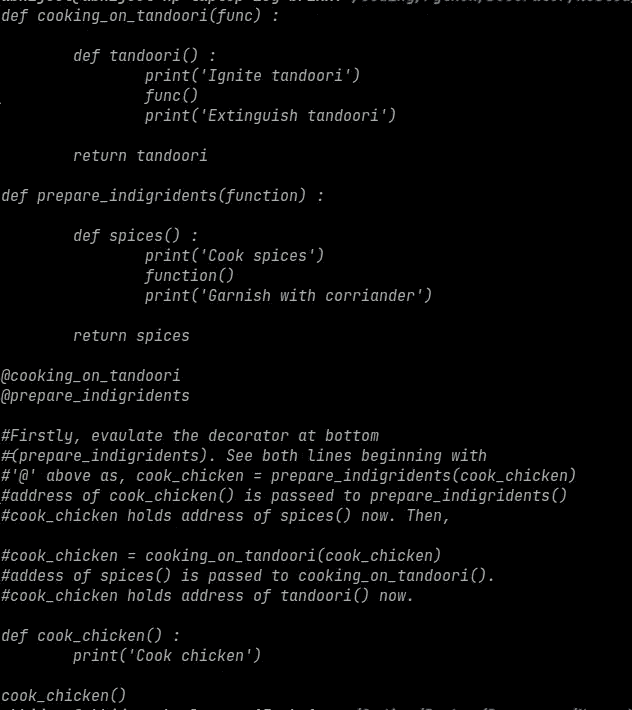 def cooking_on_tandoori(func) :
def tandoori() :
print('Ignite tandoori')
func()
print('Extinguish tandoori')
return tandoori
def prepare_indigridents(function) :
def spices() :
print('Cook spices')
function()
print('Garnish with corriander')
return spices
@cooking_on_tandoori
@prepare_indigridents
#Firstly, evaulate the decorator at bottom
#(prepare_indigridents). See both lines beginning with
#'@' above as, cook_chicken = prepare_indigridents(cook_chicken)
#address of cook_chicken() is passeed to prepare_indigridents()
#cook_chicken holds address of spices() now. Then,
#cook_chicken = cooking_on_tandoori(cook_chicken)
#addess of spices() is passed to cooking_on_tandoori().
#cook_chicken holds address of tandoori() now.
def cook_chicken() :
print('Cook chicken')
cook_chicken()